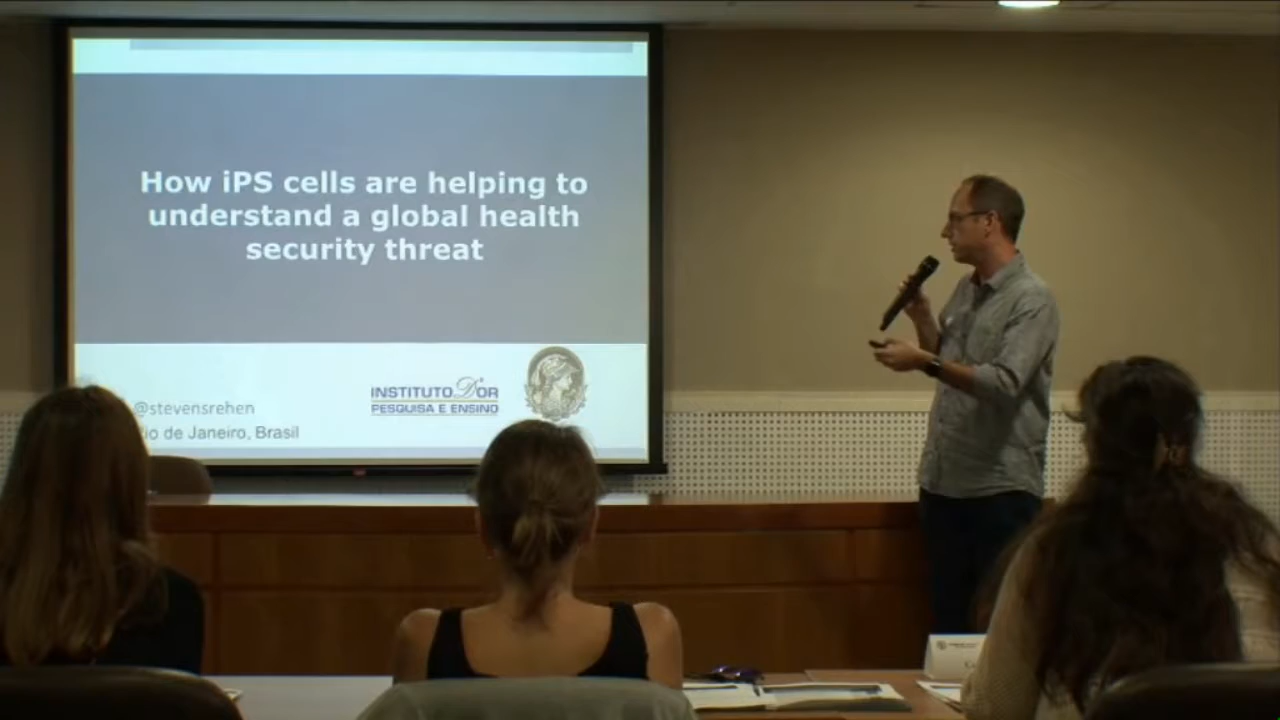 How iPS cells are helping to
understand a global health
security threat
@stevensrehen
io de Janeiro, Brasil
INSTITUTO D'OR
PESQUISA E ENSINO